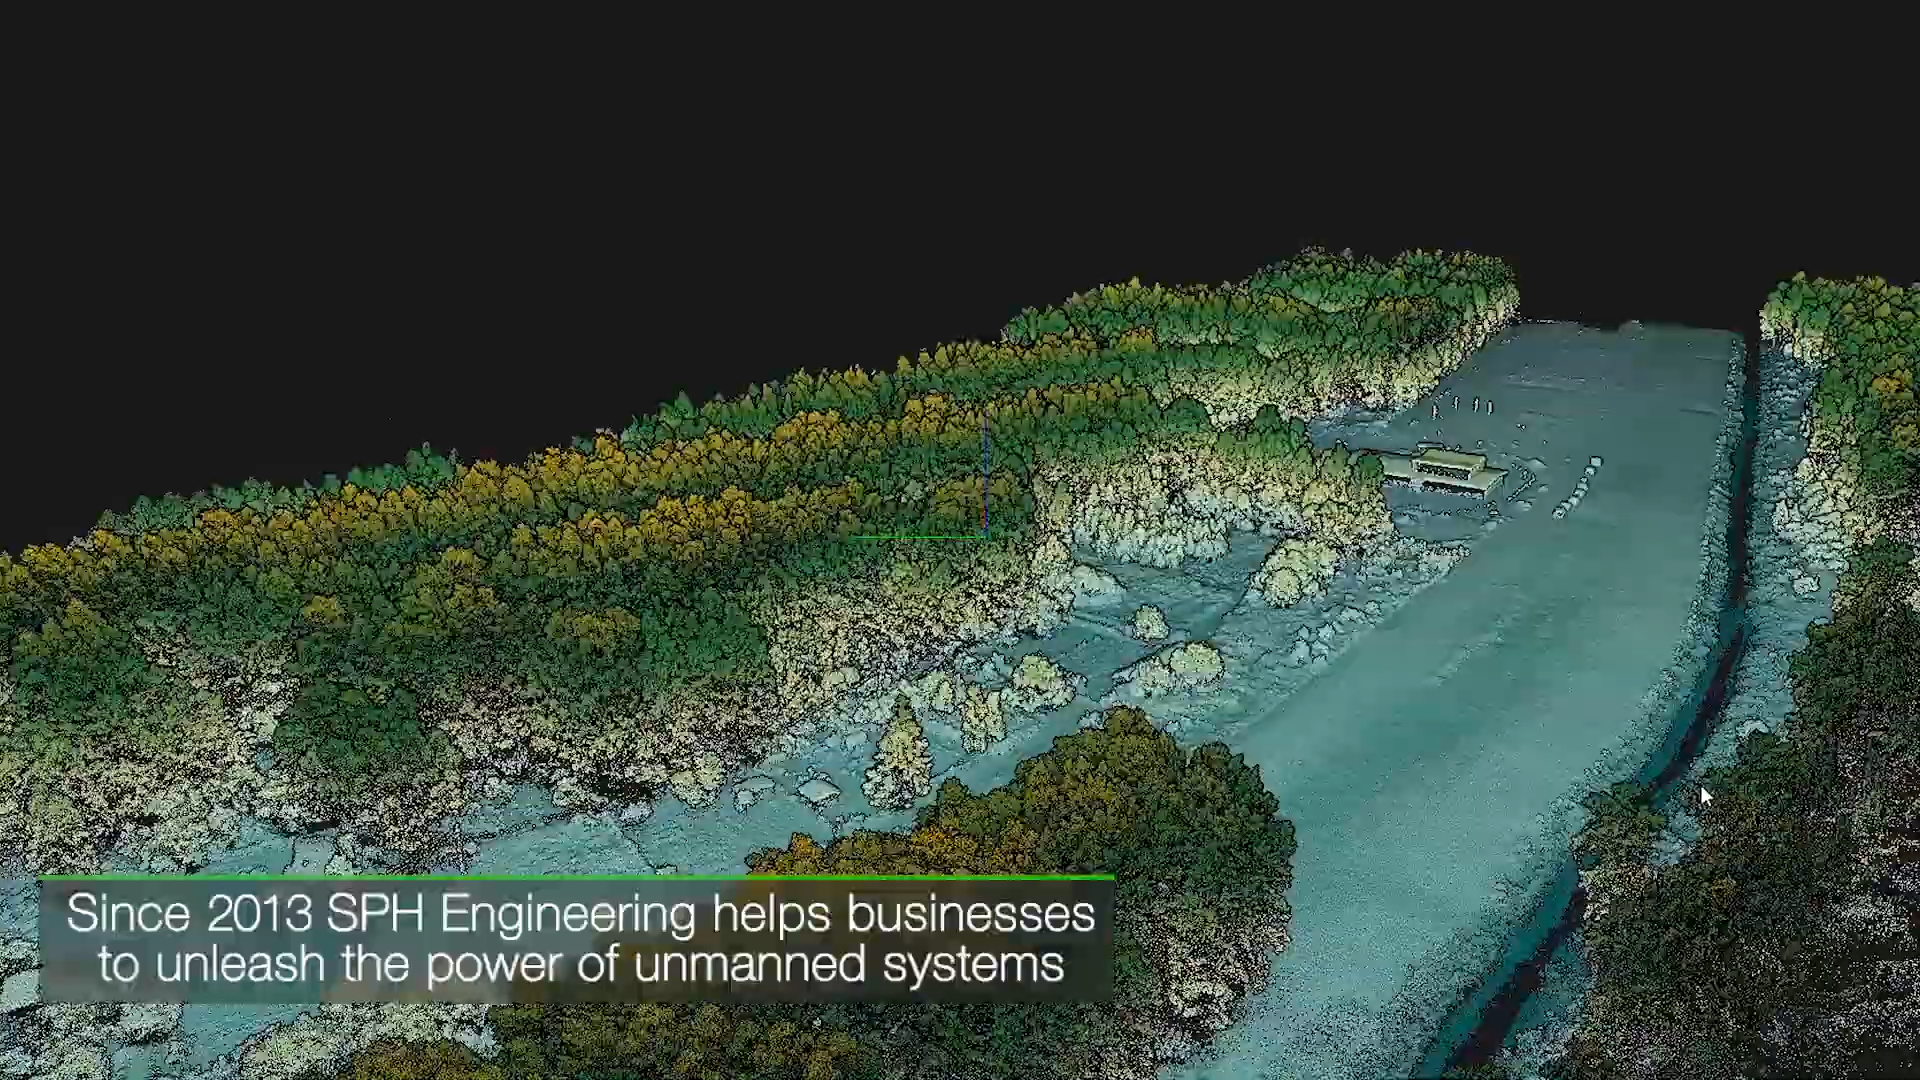 Since 2013 SPH Engineering helps businesses
to unleash the power of unmanned systems